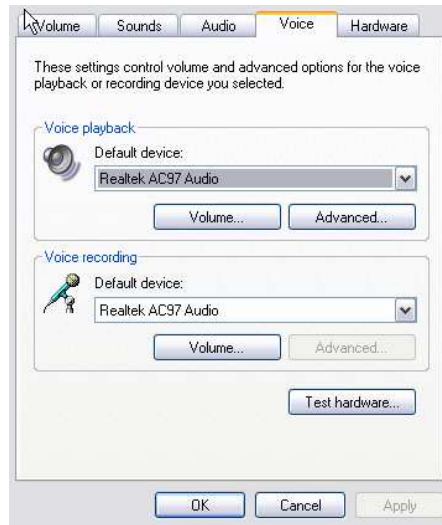 Volume Sounds Audio Voice Hardware
These settings control volume and advanced options for the voice
playback or recording device you selected.
Voice playback
Default device:
Realtek AC97 Audio
Volume... Advanced...
Voice recording
Default device:
Realtek AC97 Audio
Volume... Advanced...
Test hardware...
OK Cancel Apply